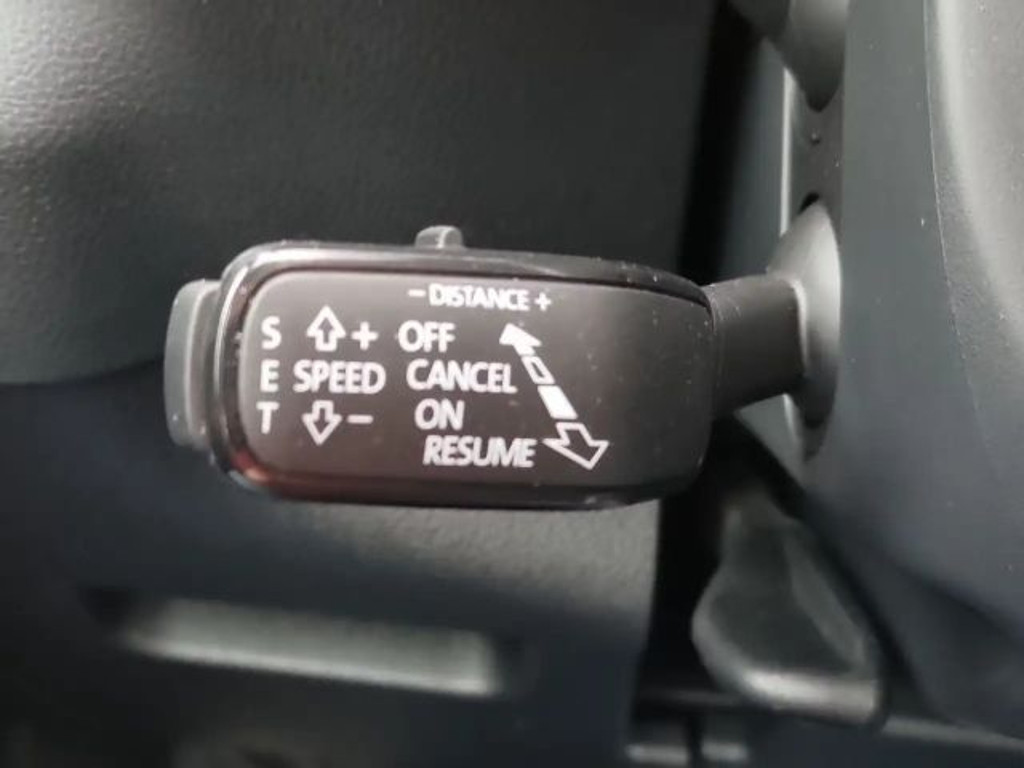 - DISTANCE +
S + OFF
E SPEED CANCEL
T - ON
RESUME